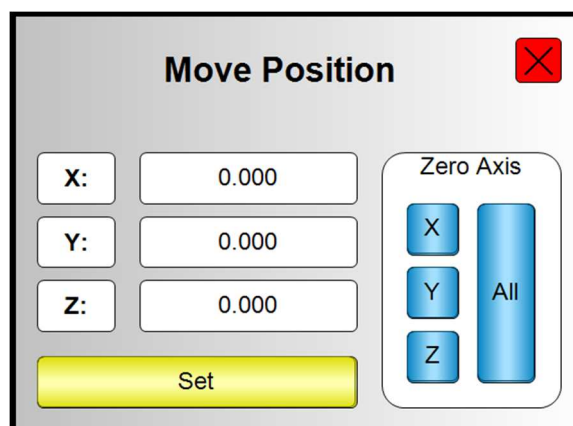 Move Position
X: 0.000
Y: 0.000
Z: 0.000
Set
Zero Axis
X
Y
Z
All